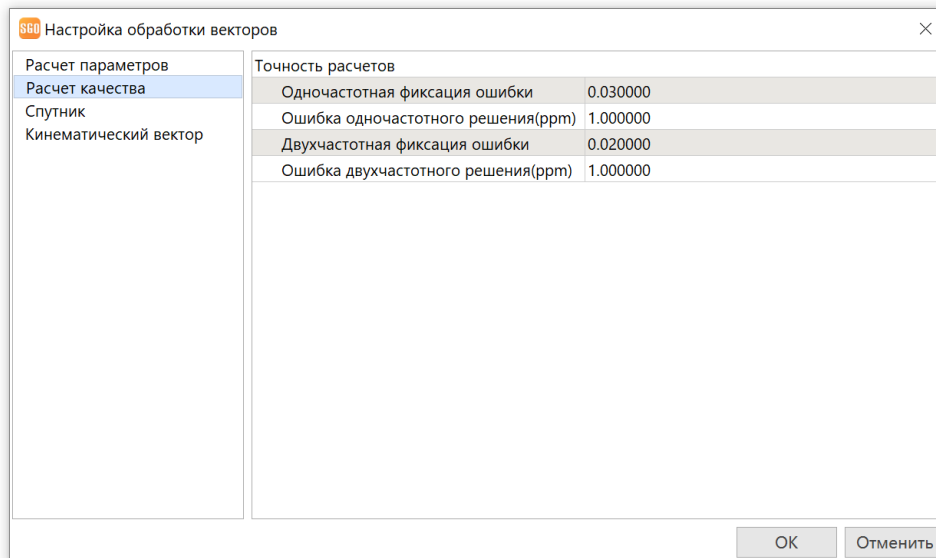 SGO Настройка обработки векторов
Расчет параметров
Расчет качества
Спутник
Кинематический вектор
Точность расчетов
Одночастотная фиксация ошибки 0.030000
Ошибка одночастотного решения(ppm) 1.000000
Двухчастотная фиксация ошибки 0.020000
Ошибка двухчастотного решения(ppm) 1.000000
ОК Отменить